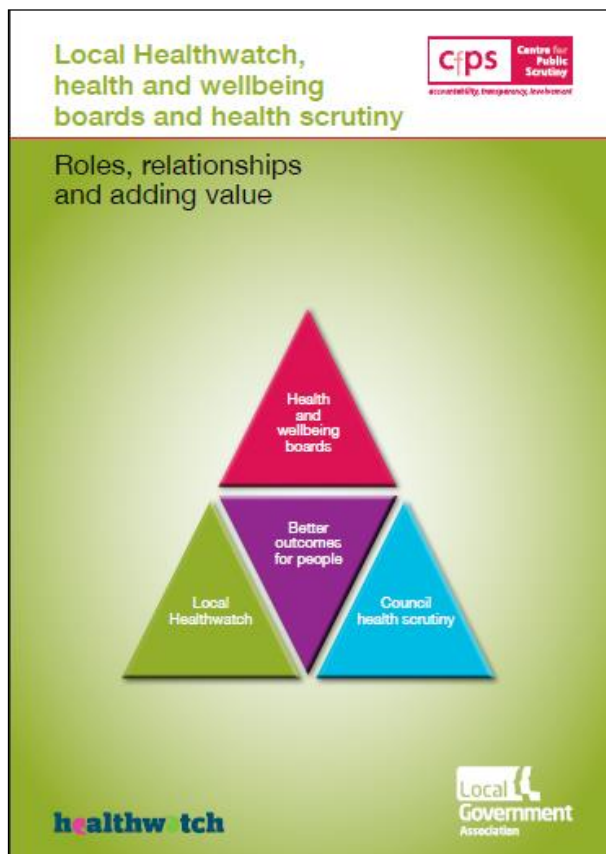 Local Healthwatch,
health and wellbeing
boards and health scrutiny
cfps
Centre for
Public
Scrutiny
accountability, transparency, involvement
Roles, relationships
and adding value
Health
and
wellbeing
boards
Better
outcomes
for people
Local
Healthwatch
Council
health scrutiny
healthwatch
Local
Government
Association